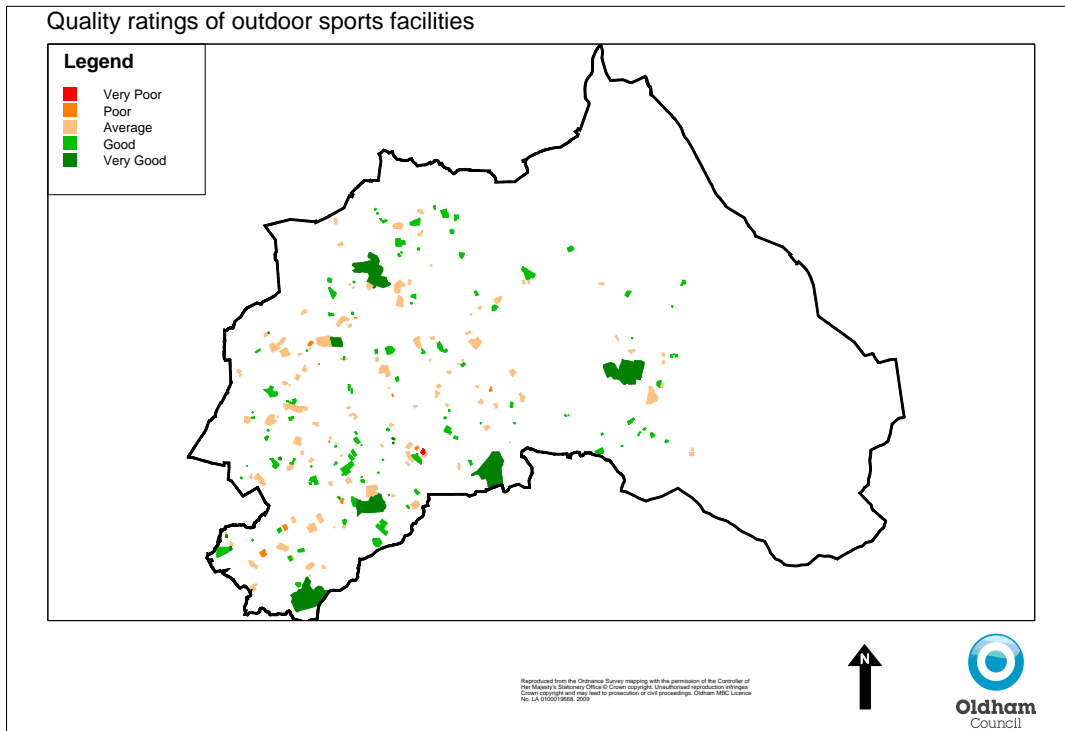 Quality ratings of outdoor sports facilities
Legend
Very Poor
Poor
Average
Good
Very Good
N
Reproduced from the Ordnance Survey mapping with the permission of the Controller of
Her Majesty's Stationery Office © Crown copyright. Unauthorised reproduction infringes
Crown copyright and may lead to prosecution or civil proceedings. Oldham MBC Licence
No. LA 0100019668. 2009
Oldham
Council